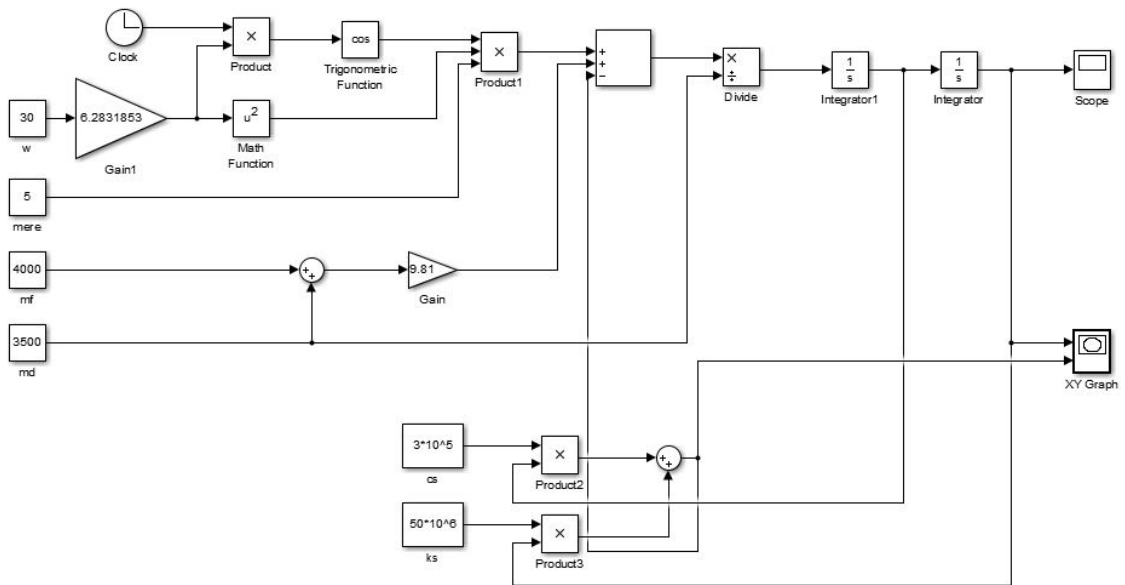 Clock
×
Product
cos
Trigonometric
Function
×
Product1
+
+
−
×
÷
Divide
1
s
Integrator1
1
s
Integrator
Scope
30
w
6.2831853
Gain1
u2
Math
Function
5
mere
4000
mf
+
+
9.81
Gain
3500
md
XY Graph
3*10^5
cs
×
Product2
+
+
50*10^6
ks
×
Product3